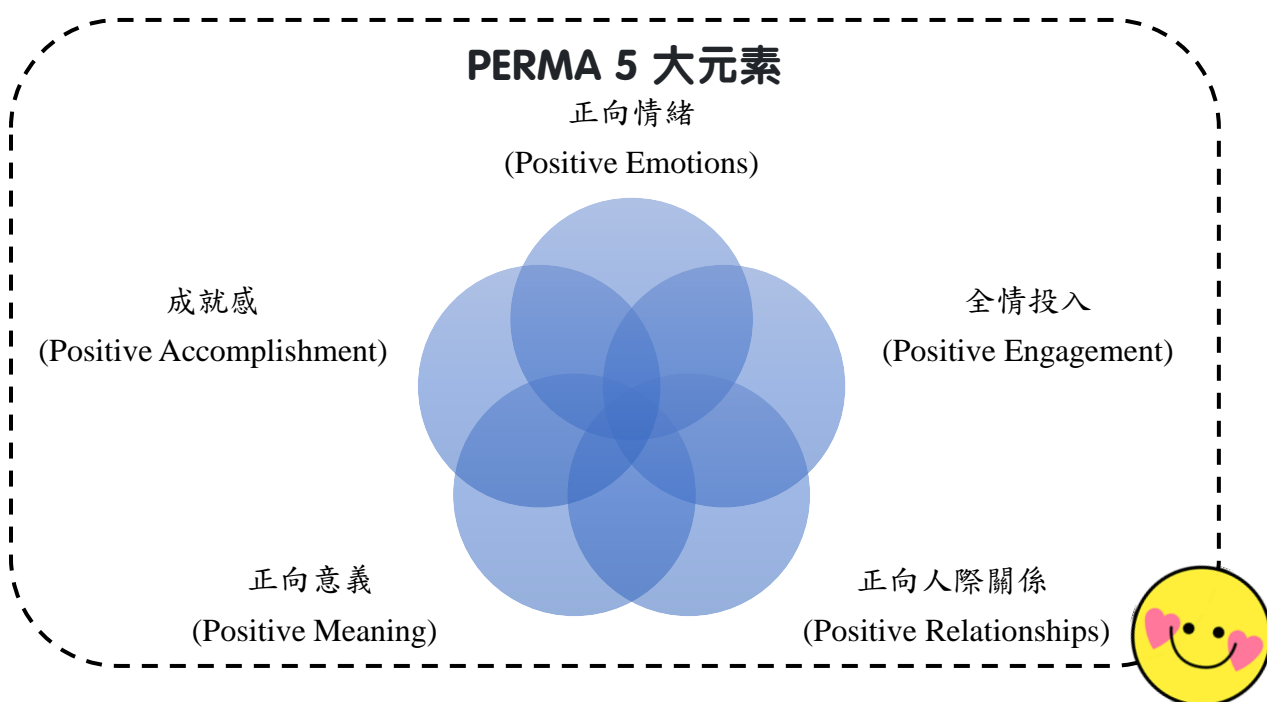 PERMA 5 大元素
正向情緒
(Positive Emotions)
成就感
(Positive Accomplishment)
全情投入
(Positive Engagement)
正向意義
(Positive Meaning)
正向人際關係
(Positive Relationships)